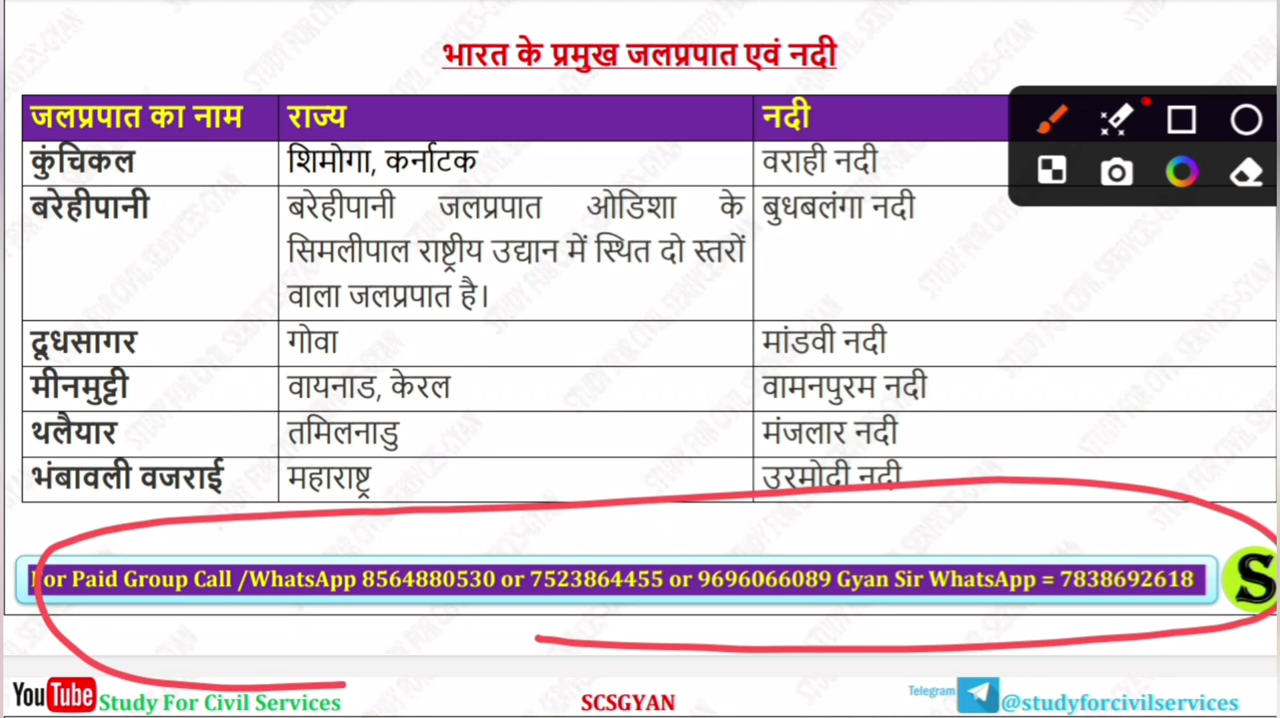 भारत के प्रमुख जलप्रपात एवं नदी
जलप्रपात का नाम राज्य नदी
कुंचिकल शिमोगा, कर्नाटक वराही नदी
बरेहीपानी बरेहीपानी जलप्रपात ओडिशा के बुधबलंगा नदी
सिमलीपाल राष्ट्रीय उद्यान में स्थित दो स्तरों
वाला जलप्रपात है।
दूधसागर गोवा मांडवी नदी
मीनमुट्टी वायनाड, केरल वामनपुरम नदी
थलैयार तमिलनाडु मंजलार नदी
भंबावली वजराई महाराष्ट्र उरमोदी नदी
For Paid Group Call /WhatsApp 8564880530 or 7523864455 or 9696066089 Gyan Sir WhatsApp = 7838692618 S
YouTube Study For Civil Services SCSGYAN Telegram @studyforcivilservices